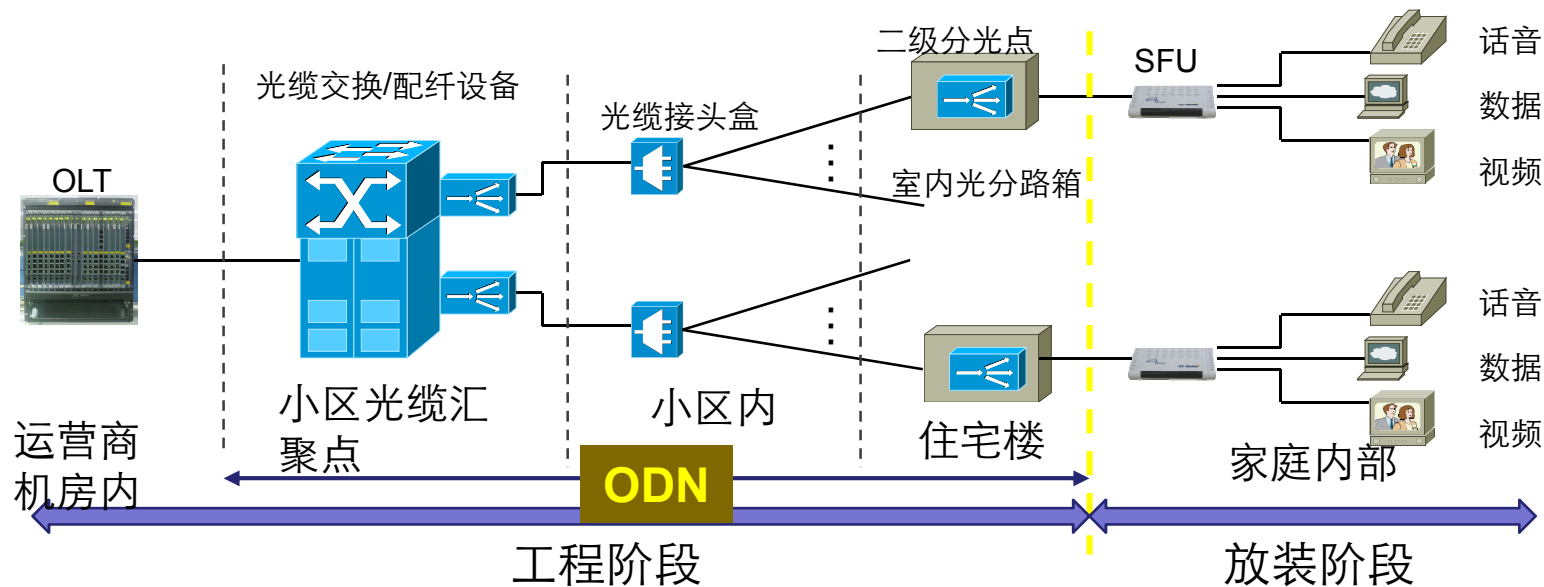 二级分光点
SFU
话音
光缆交换/配纤设备
数据
光缆接头盒
OLT
视频
室内光分路箱
话音
数据
小区光缆汇
聚点
小区内
住宅楼
视频
运营商
机房内
家庭内部
ODN
工程阶段
放装阶段